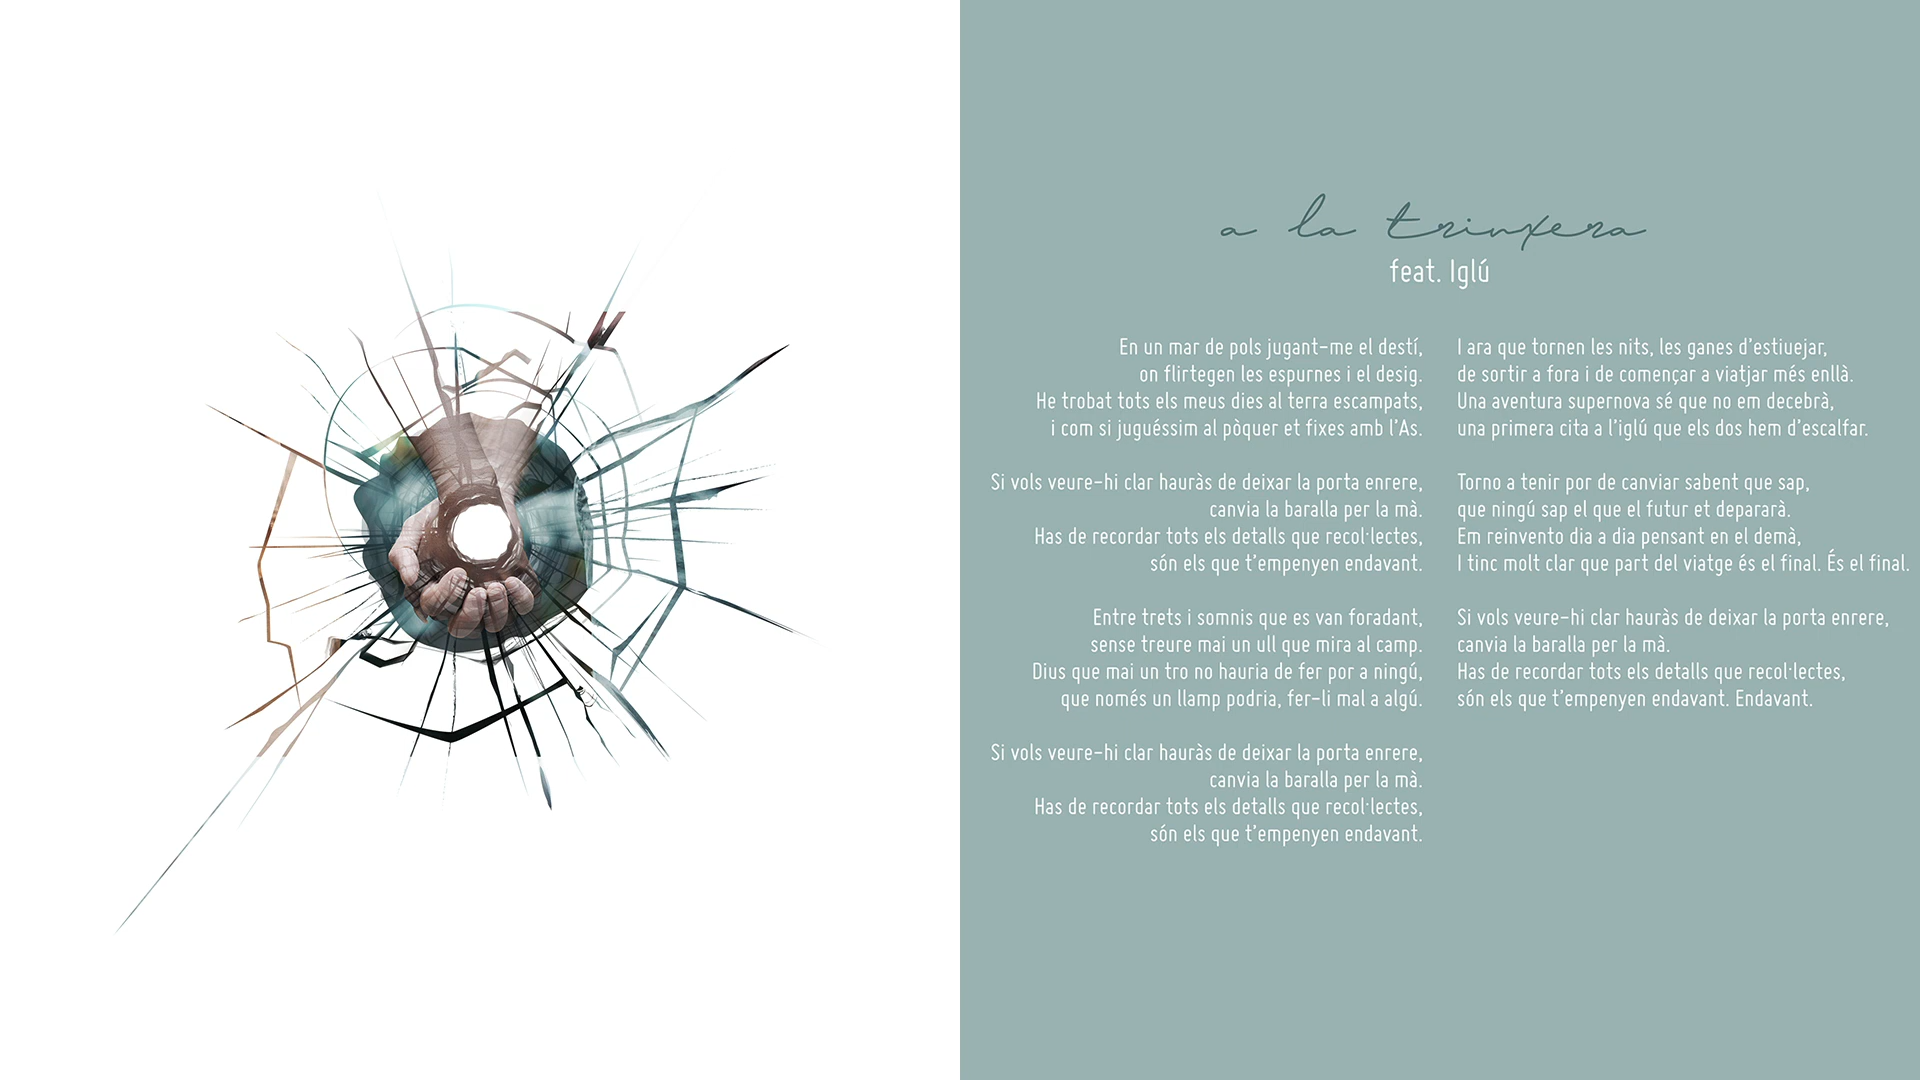 a la trinxera
feat. Iglú
En un mar de pols jugant-me el destí,
on flirtegen les espurnes i el desig.
He trobat tots els meus dies al terra escampats,
i com si juguéssim al pòquer et fixes amb l'As.
Si vols veure-hi clar hauràs de deixar la porta enrere,
canvia la baralla per la mà.
Has de recordar tots els detalls que recol·lectes,
són els que t'empenyen endavant.
Entre trets i somnis que es van foradant,
sense treure mai un ull que mira al camp.
Dius que mai un tro no hauria de fer por a ningú,
que només un llamp podria, fer-li mal a algú.
Si vols veure-hi clar hauràs de deixar la porta enrere,
canvia la baralla per la mà.
Has de recordar tots els detalls que recol·lectes,
són els que t'empenyen endavant.
I ara que tornen les nits, les ganes d'estiuejar,
de sortir a fora i de començar a viatjar més enllà.
Una aventura supernova sé que no em decebrà,
una primera cita a l'iglú que els dos hem d'escalfar.
Torno a tenir por de canviar sabent que sap,
que ningú sap el que el futur et depararà.
Em reinvento dia a dia pensant en el demà,
I tinc molt clar que part del viatge és el final. És el final.
Si vols veure-hi clar hauràs de deixar la porta enrere,
canvia la baralla per la mà.
Has de recordar tots els detalls que recol·lectes,
són els que t'empenyen endavant. Endavant.